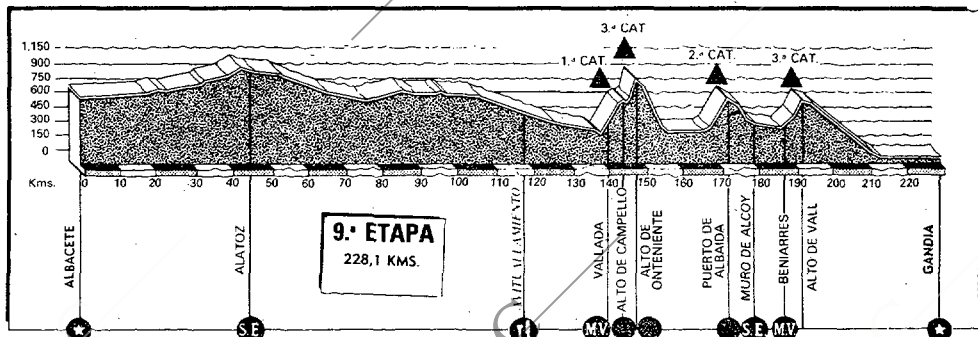 3.ª CAT
1.ª CAT.
2.ª CAT.
3.ª CAT.
1.150
900
750
600
450
300
150
0
Kms. 0 10 20 30 40 50 60 70 80 90 100 110 120 130 140 150 160 170 180 190 200 210 220
9.ª ETAPA
228,1 KMS.
ALBACETE
ALATOZ
VALLADA
ALTO DE CAMPELLO
ALTO DE
ONTENIENTE
PUERTO DE
ALBAIDA
MURO DE ALCOY
BENIARRES
ALTO DE VALL
GANDIA
S.E
MV
S.E
MV